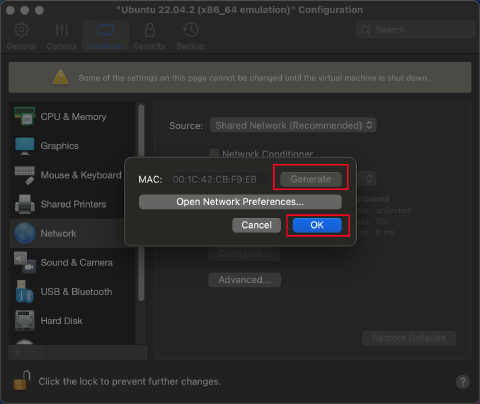 "Ubuntu 22.04.2 (x86_64 emulation)" Configuration
General
Options
Security
Backup
Search
Some of the settings on this page cannot be changed until the virtual machine is shut down.
CPU & Memory
Graphics
Mouse & Keyboard
Shared Printers
Network
Sound & Camera
USB & Bluetooth
Hard Disk
Source: Shared Network (Recommended)
Network Conditioner
MAC: 00:1C:42:CB:F9:EB Generate
Open Network Preferences...
Cancel OK
unlimited
0%
0 ms
Configure...
Advanced...
Restore Defaults
+ −
Click the lock to prevent further changes.
?